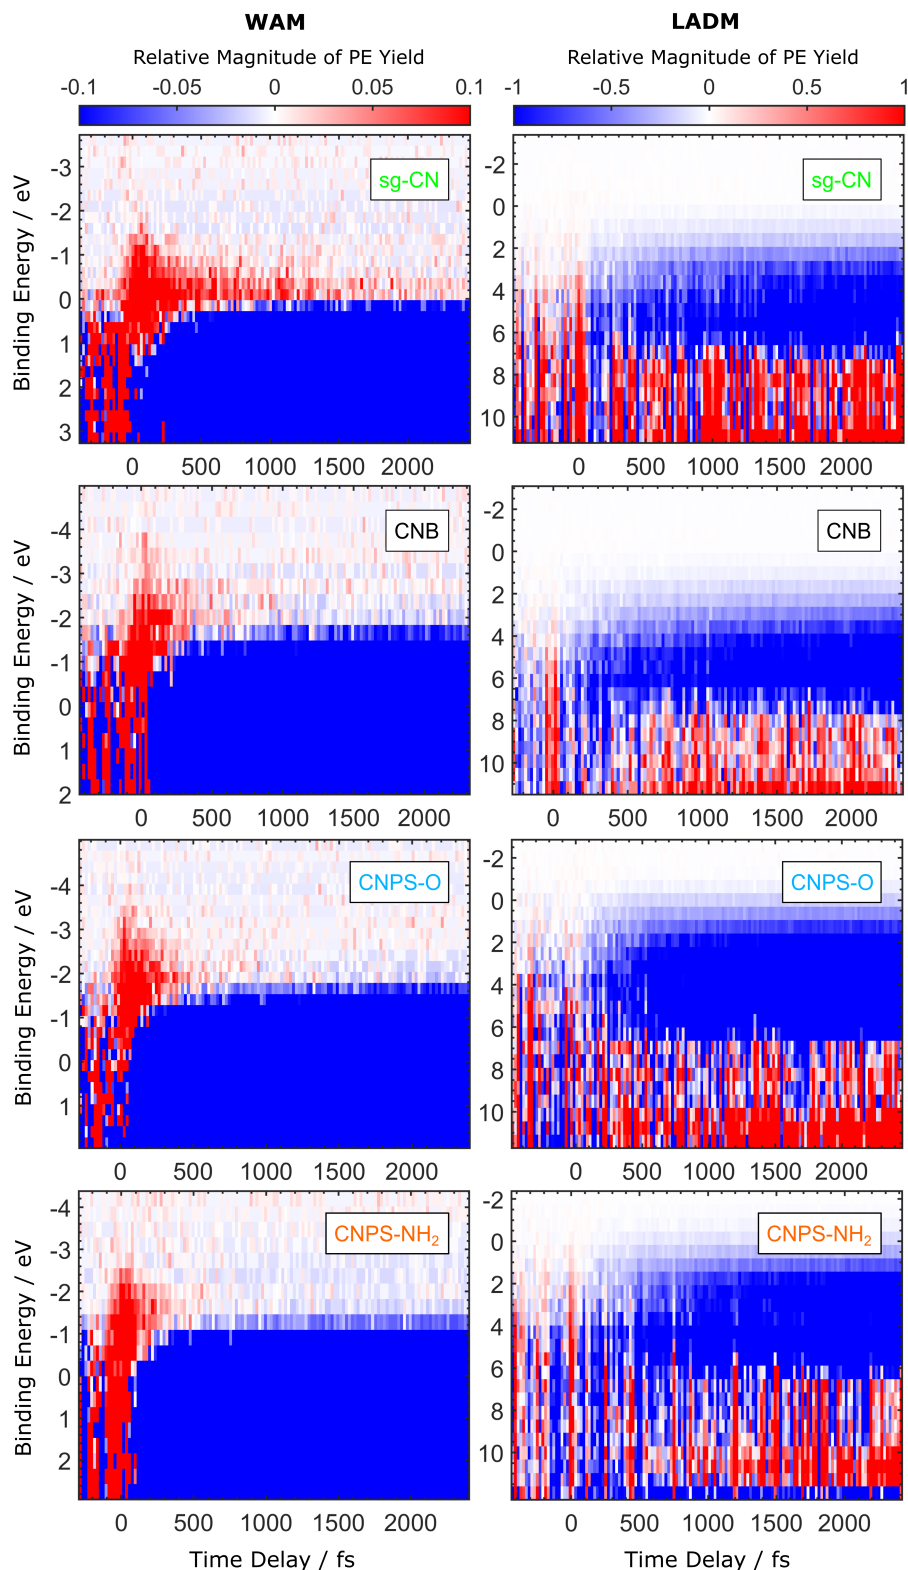 WAM
LADM
Relative Magnitude of PE Yield
Relative Magnitude of PE Yield
-0.1 -0.05 0 0.05 0.1
-1 -0.5 0 0.5 1
Binding Energy / eV
-3
-2
-1
0
1
2
3
sg-CN
0 500 1000 1500 2000
-2
0
2
4
6
8
10
sg-CN
0 500 1000 1500 2000
Binding Energy / eV
-4
-3
-2
-1
0
1
2
CNB
0 500 1000 1500 2000
-2
0
2
4
6
8
10
CNB
0 500 1000 1500 2000
Binding Energy / eV
-4
-3
-2
-1
0
1
CNPS-O
0 500 1000 1500 2000
-2
0
2
4
6
8
10
CNPS-O
0 500 1000 1500 2000
Binding Energy / eV
-4
-3
-2
-1
0
1
2
CNPS-NH₂
0 500 1000 1500 2000
Time Delay / fs
-2
0
2
4
6
8
10
CNPS-NH₂
0 500 1000 1500 2000
Time Delay / fs